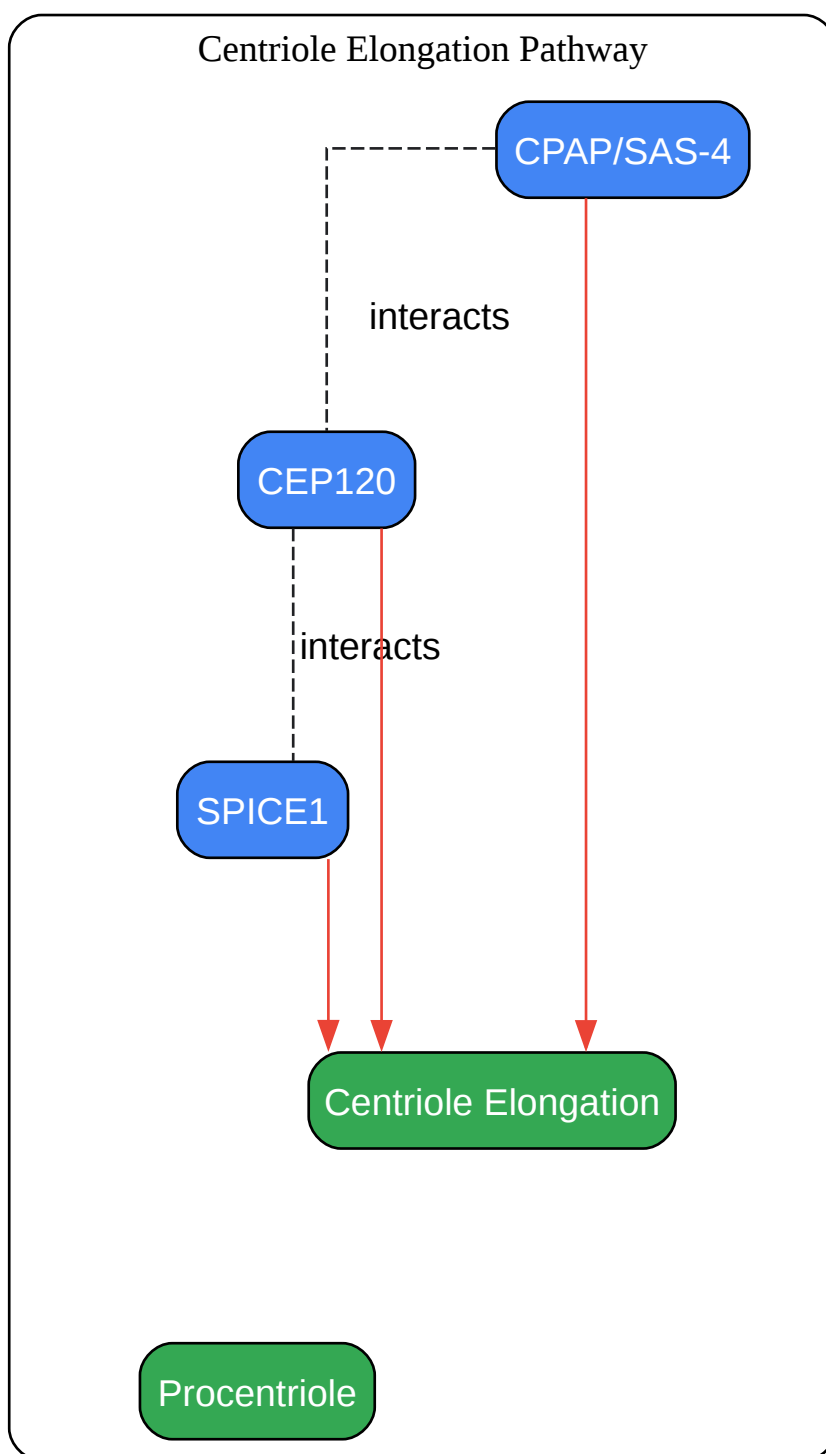 Centriole Elongation Pathway
CPAP/SAS-4
interacts
CEP120
interacts
SPICE1
Centriole Elongation
Procentriole